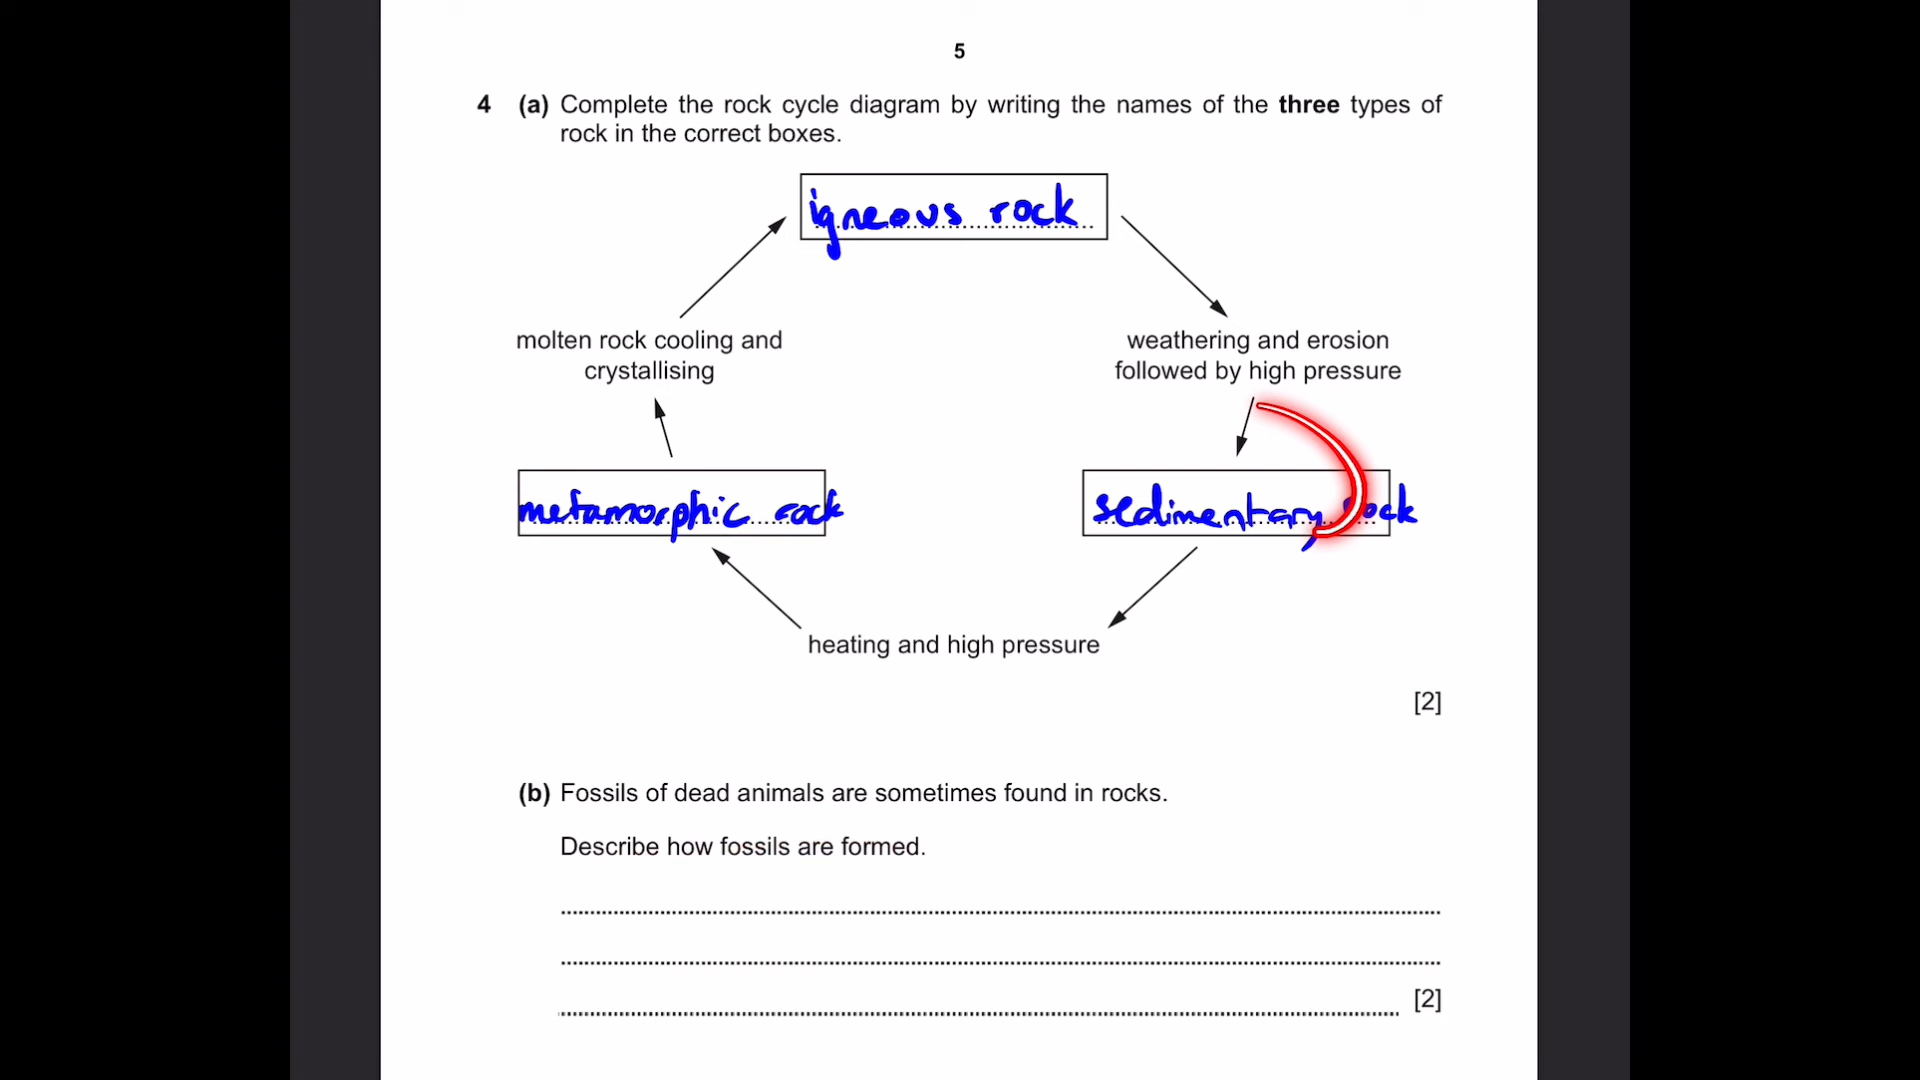 5
4 (a) Complete the rock cycle diagram by writing the names of the three types of
rock in the correct boxes.
igneous rock
molten rock cooling and
crystallising
weathering and erosion
followed by high pressure
metamorphic rock
sedimentary rock
heating and high pressure
[2]
(b) Fossils of dead animals are sometimes found in rocks.
Describe how fossils are formed.
[2]